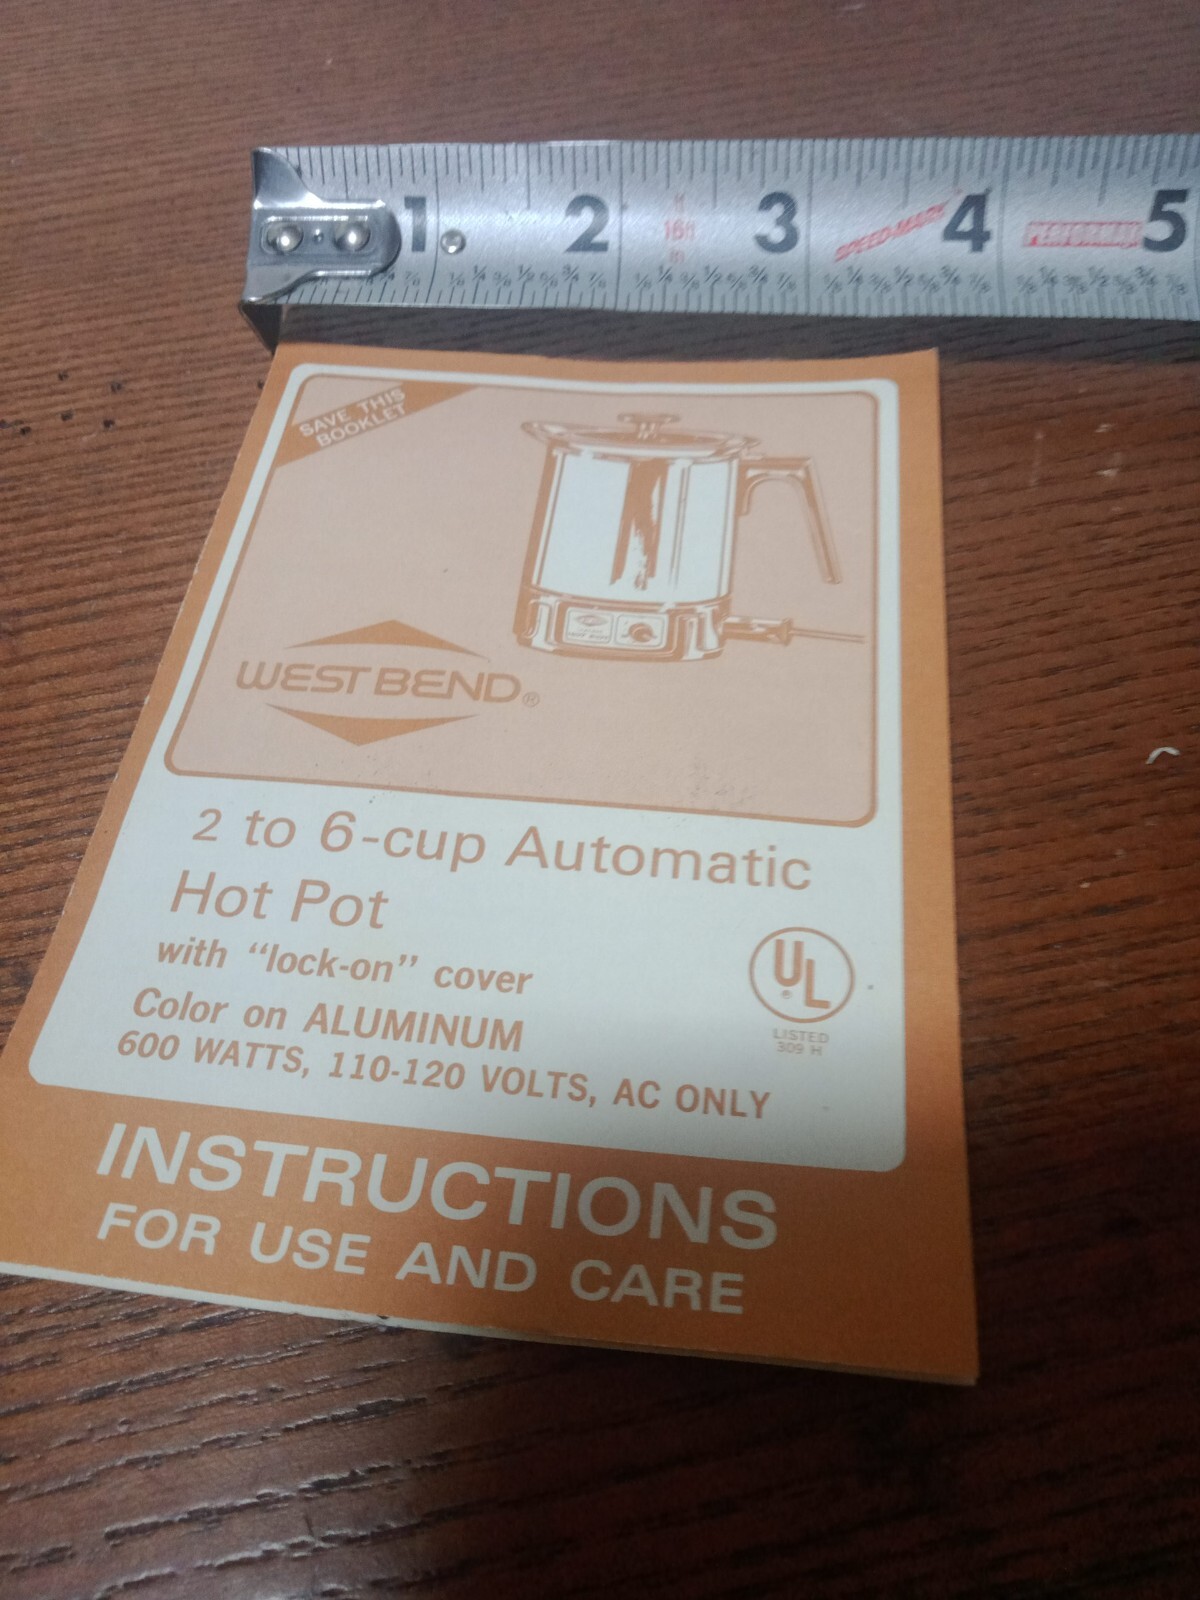 1 2 3 4 5
16ft
SPEED-MARK
PERFORMAX
SAVE THIS
BOOKLET
WEST BEND®
2 to 6-cup Automatic
Hot Pot
with "lock-on" cover
Color on ALUMINUM
600 WATTS, 110-120 VOLTS, AC ONLY
UL
®
LISTED
309 H
INSTRUCTIONS
FOR USE AND CARE